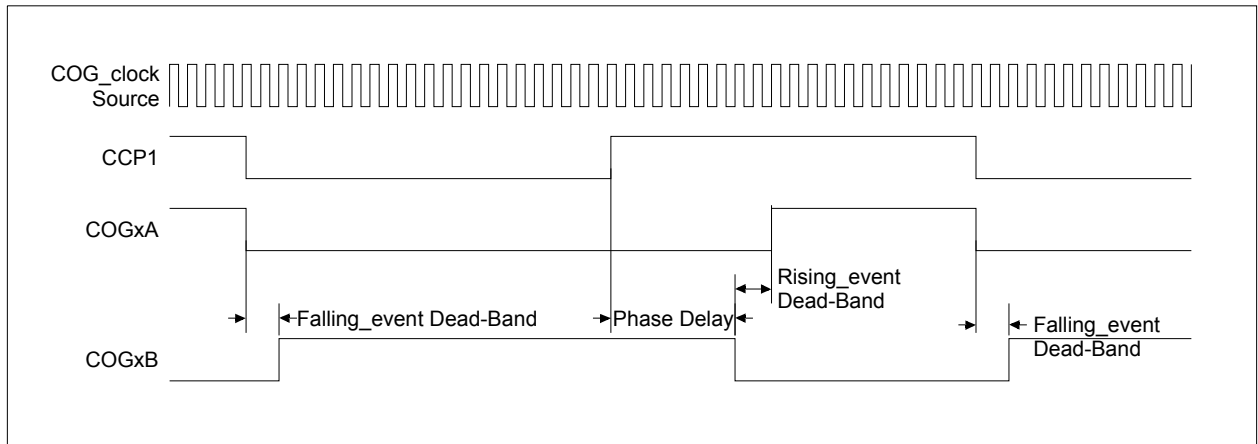 COG_clock
Source
CCP1
COGxA
Rising_event
Dead-Band
Falling_event Dead-Band
Phase Delay
Falling_event
Dead-Band
COGxB